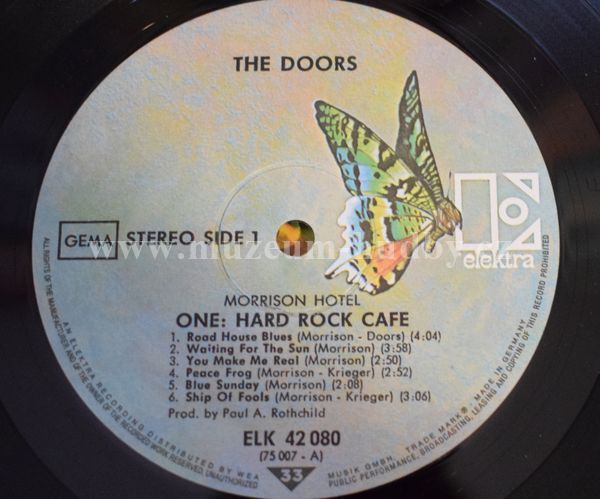 THE DOORS
elektra
GEMA STEREO SIDE 1
MORRISON HOTEL
ONE: HARD ROCK CAFE
1. Road House Blues (Morrison - Doors) (4:04)
2. Waiting For The Sun (Morrison) (3:58)
3. You Make Me Real (Morrison) (2:50)
4. Peace Frog (Morrison - Krieger) (2:52)
5. Blue Sunday (Morrison) (2:08)
6. Ship Of Fools (Morrison - Krieger) (3:06)
Prod. by Paul A. Rothchild
ELK 42 080
(75 007 - A)
33
AN ELEKTRA RECORDING DISTRIBUTED BY WEA MUSIK GMBH, TRADE MARK® MADE IN GERMANY
ALL RIGHTS OF THE MANUFACTURER AND OF THE OWNER OF THE RECORDED WORK RESERVED, UNAUTHORIZED PUBLIC PERFORMANCE, BROADCASTING, LEASING AND COPYING OF THIS RECORD PROHIBITED